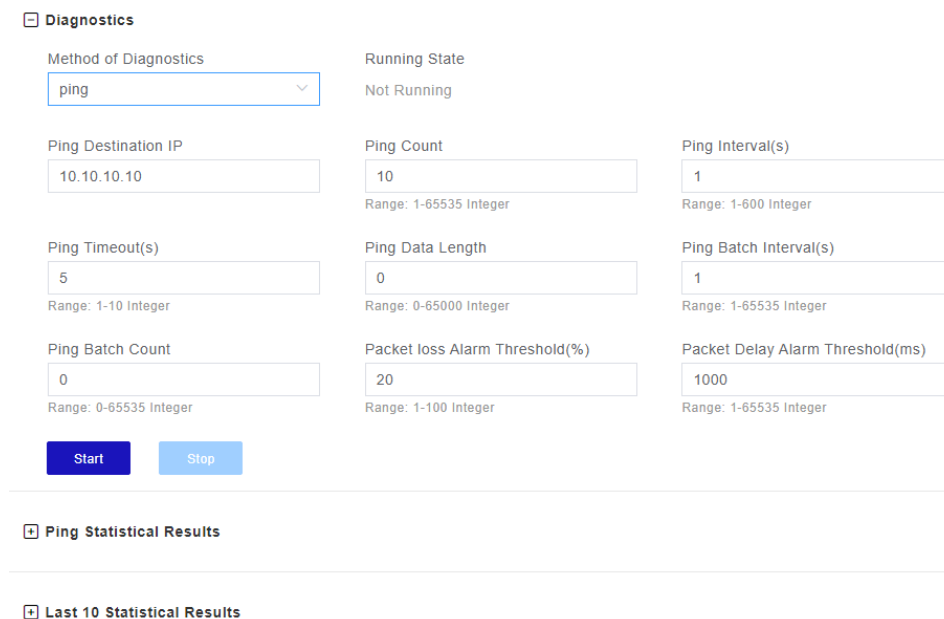 Diagnostics
Method of Diagnostics
Running State
ping
Not Running
Ping Destination IP
Ping Count
Ping Interval(s)
10.10.10.10
10
1
Range: 1-65535 Integer
Range: 1-600 Integer
Ping Timeout(s)
Ping Data Length
Ping Batch Interval(s)
5
0
1
Range: 1-10 Integer
Range: 0-65000 Integer
Range: 1-65535 Integer
Ping Batch Count
Packet loss Alarm Threshold(%)
Packet Delay Alarm Threshold(ms)
0
20
1000
Range: 0-65535 Integer
Range: 1-100 Integer
Range: 1-65535 Integer
Start
Stop
Ping Statistical Results
Last 10 Statistical Results